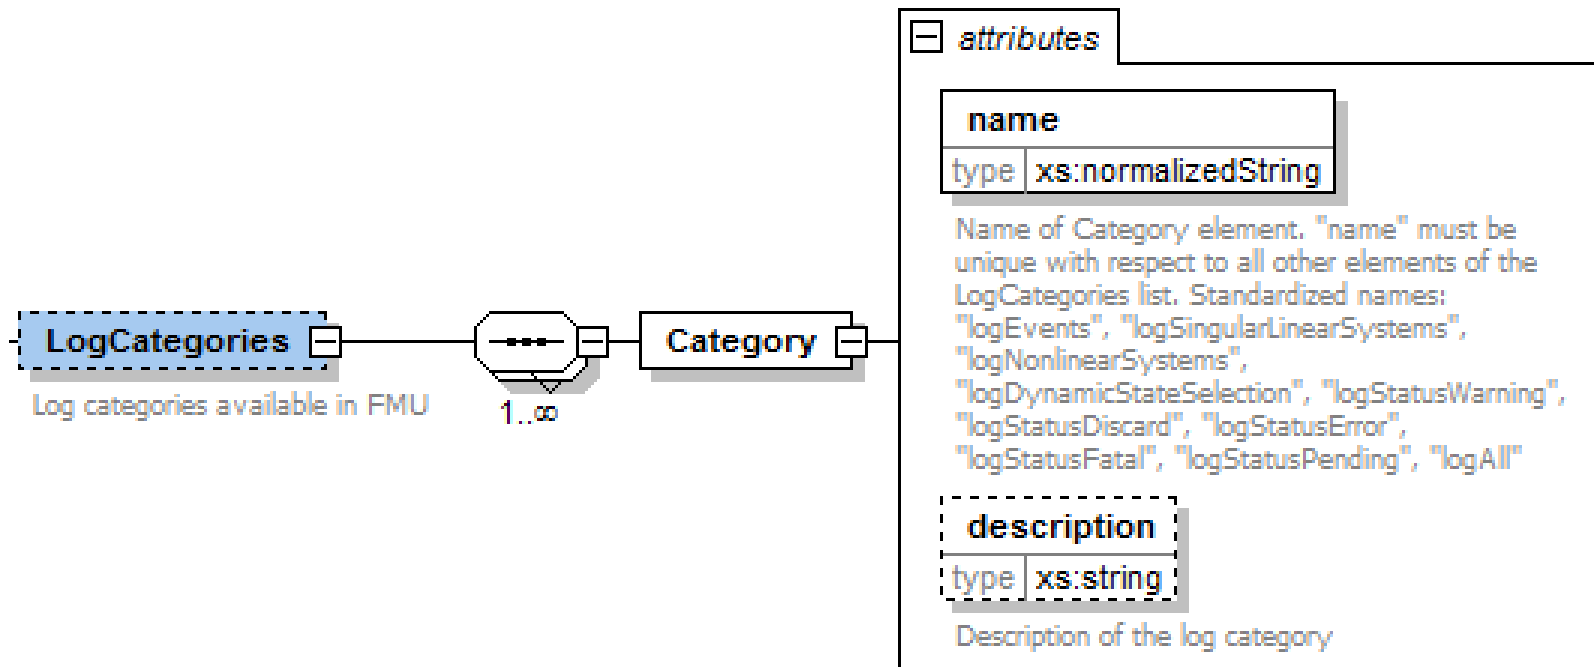 attributes
name
type xs:normalizedString
Name of Category element. "name" must be
unique with respect to all other elements of the
LogCategories list. Standardized names:
"logEvents", "logSingularLinearSystems",
"logNonlinearSystems",
"logDynamicStateSelection", "logStatusWarning",
"logStatusDiscard", "logStatusError",
"logStatusFatal", "logStatusPending", "logAll"
LogCategories
Log categories available in FMU
1..∞
Category
description
type xs:string
Description of the log category